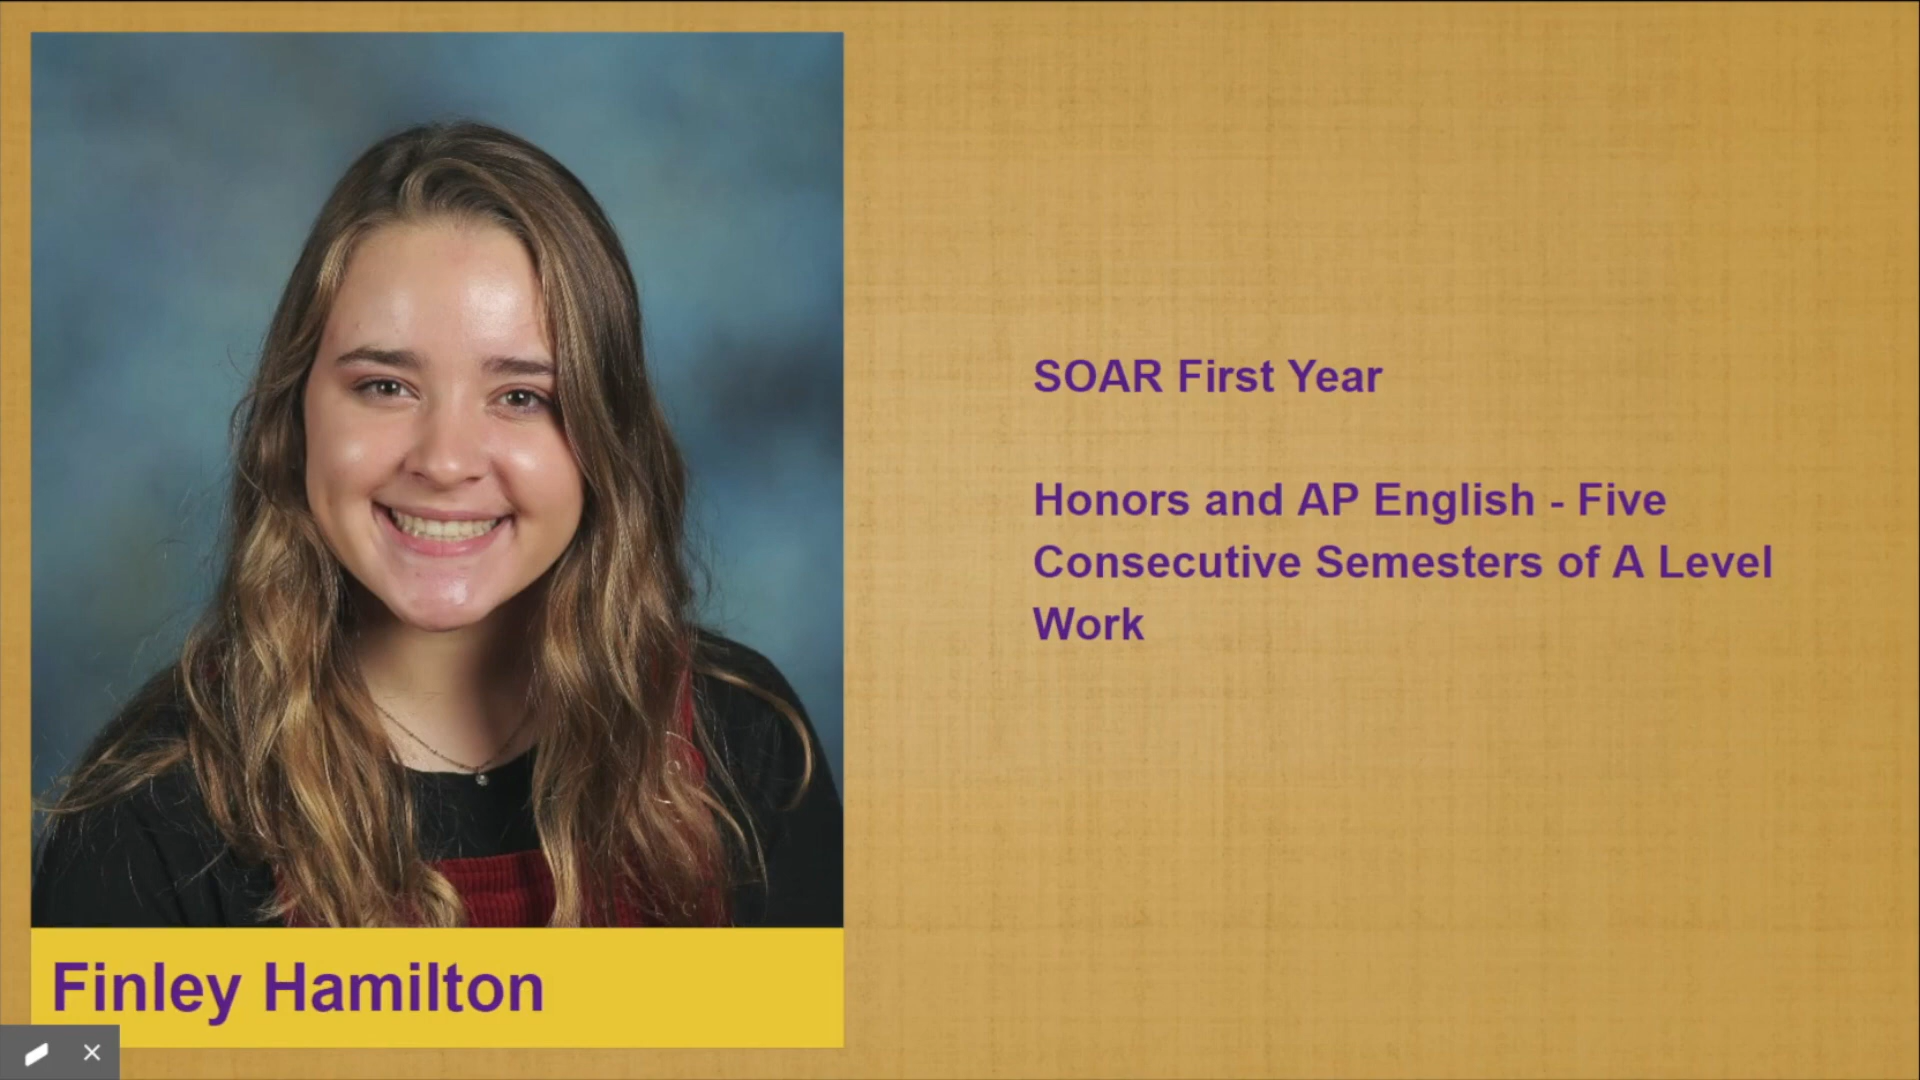 SOAR First Year
Honors and AP English - Five
Consecutive Semesters of A Level
Work
Finley Hamilton